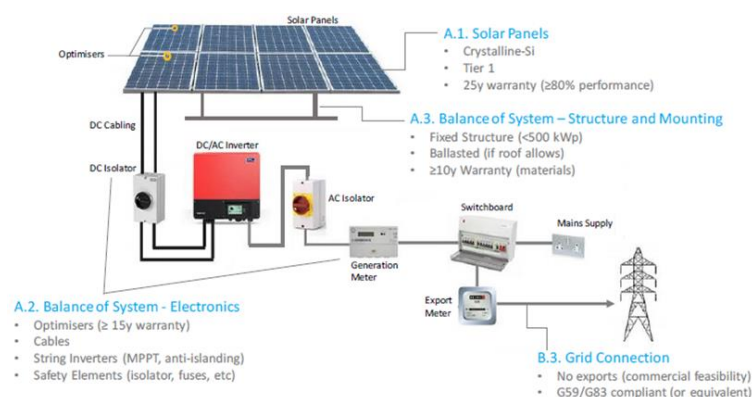 Solar Panels
Optimisers
A.1. Solar Panels
• Crystalline-Si
• Tier 1
• 25y warranty (≥80% performance)
A.3. Balance of System – Structure and Mounting
• Fixed Structure (<500 kWp)
• Ballasted (if roof allows)
• ≥10y Warranty (materials)
DC Cabling
DC/AC Inverter
DC Isolator
AC Isolator
Switchboard
Mains Supply
Generation
Meter
Export
Meter
A.2. Balance of System - Electronics
• Optimisers (≥ 15y warranty)
• Cables
• String Inverters (MPPT, anti-islanding)
• Safety Elements (isolator, fuses, etc)
B.3. Grid Connection
• No exports (commercial feasibility)
• G59/G83 compliant (or equivalent)